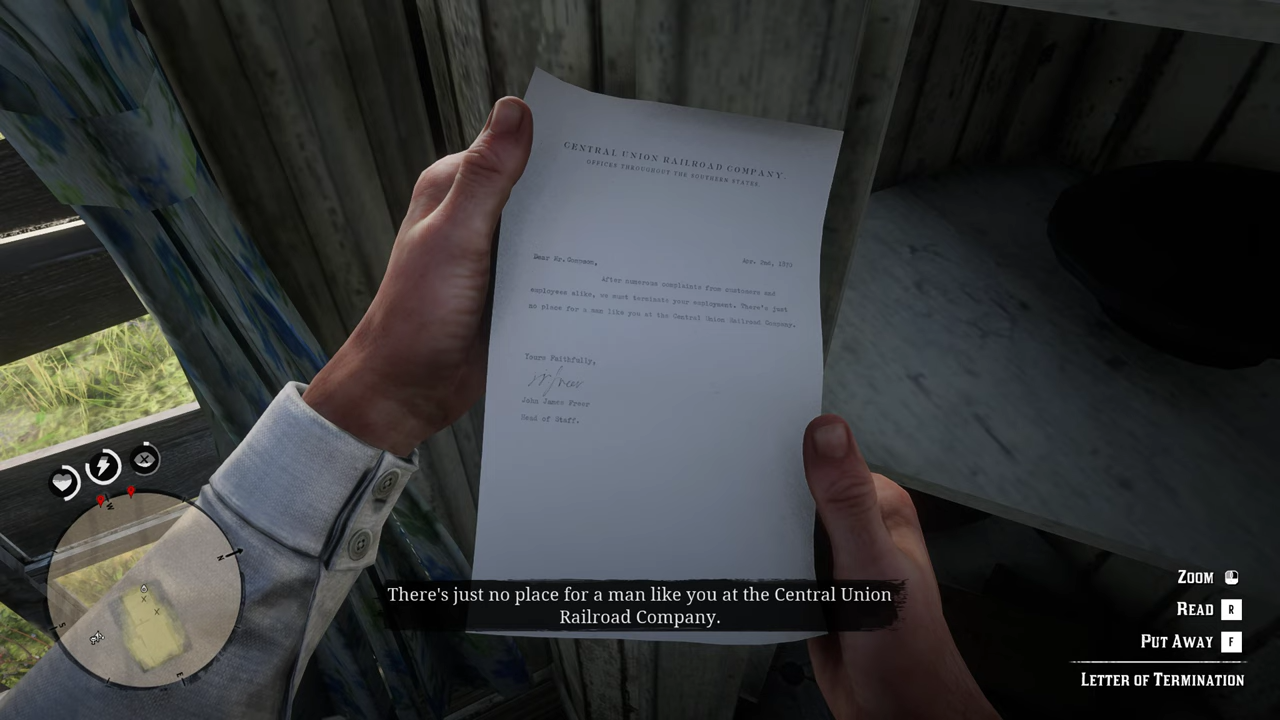 CENTRAL UNION RAILROAD COMPANY.
OFFICES THROUGHOUT THE SOUTHERN STATES.
Dear Mr.
Apr. 2nd,
After numerous complaints from customers and
employees alike, we must terminate your employment. There's just
no place for a man like you at the Central Union Railroad Company.
Yours Faithfully,
John James Freer
Head of Staff.
There's just no place for a man like you at the Central Union
Railroad Company.
ZOOM
READ R
PUT AWAY F
LETTER OF TERMINATION